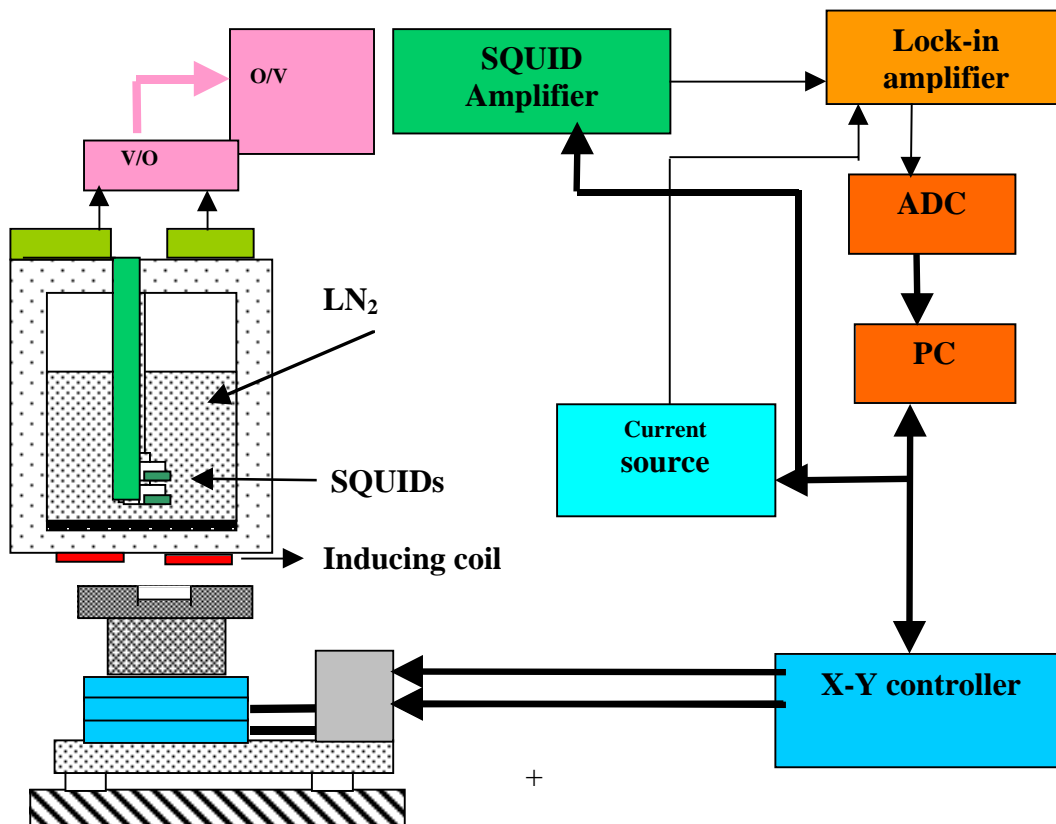 O/V
V/O
SQUID
Amplifier
Lock-in
amplifier
ADC
PC
LN₂
Current
source
SQUIDs
Inducing coil
X-Y controller
+